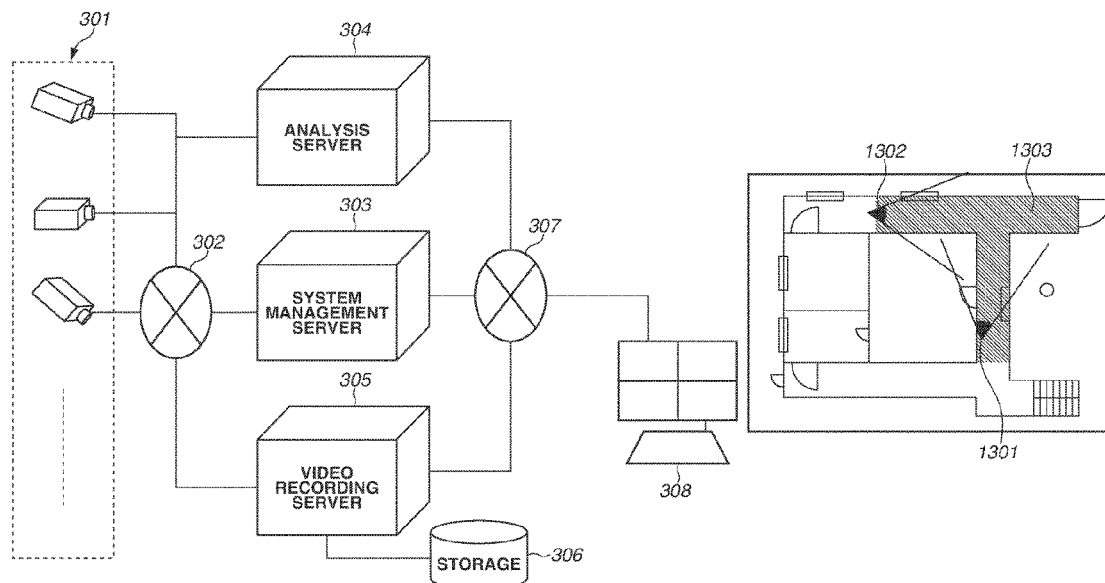 301
304
ANALYSIS
SERVER
303
302
SYSTEM
MANAGEMENT
SERVER
307
305
VIDEO
RECORDING
SERVER
STORAGE
306
308
1302
1303
1301